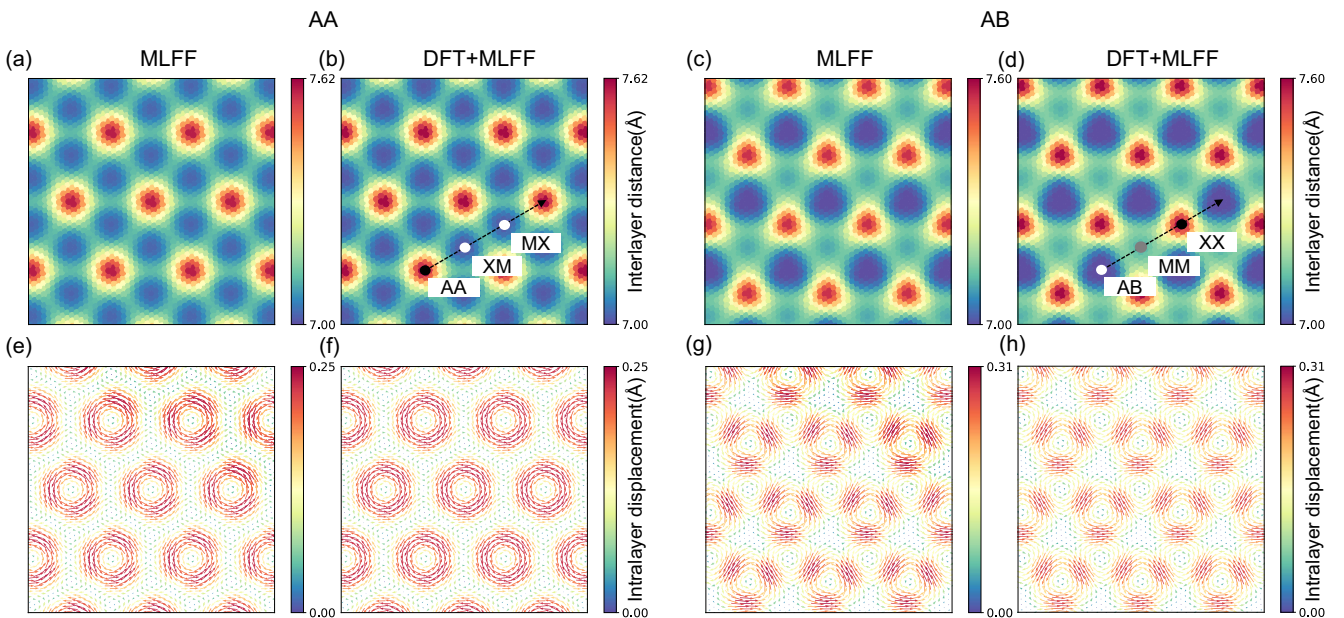 AA
AB
(a)
MLFF
(b)
DFT+MLFF
(c)
MLFF
(d)
DFT+MLFF
7.62
7.00
7.62
7.00
Interlayer distance(Å)
7.60
7.00
7.60
7.00
Interlayer distance(Å)
MX
XM
AA
XX
MM
AB
(e)
(f)
(g)
(h)
0.25
0.00
0.25
0.00
Intralayer displacement(Å)
0.31
0.00
0.31
0.00
Intralayer displacement(Å)